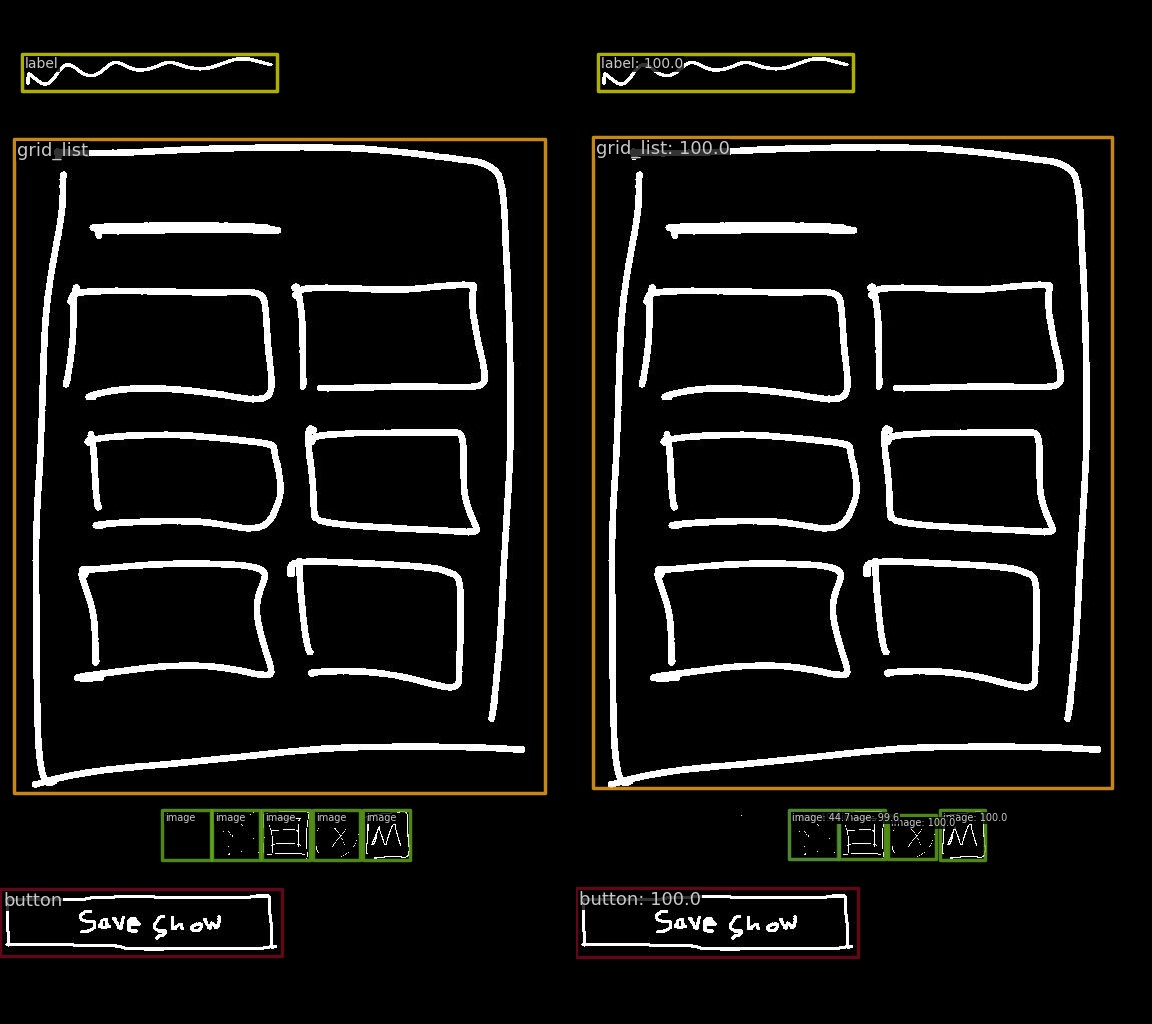 label
label: 100.0
grid_list
grid_list: 100.0
image
image
image
image
image
image: 44.7
image: 99.6
image: 100.0
image: 100.0
button
button: 100.0
Save Show
Save Show